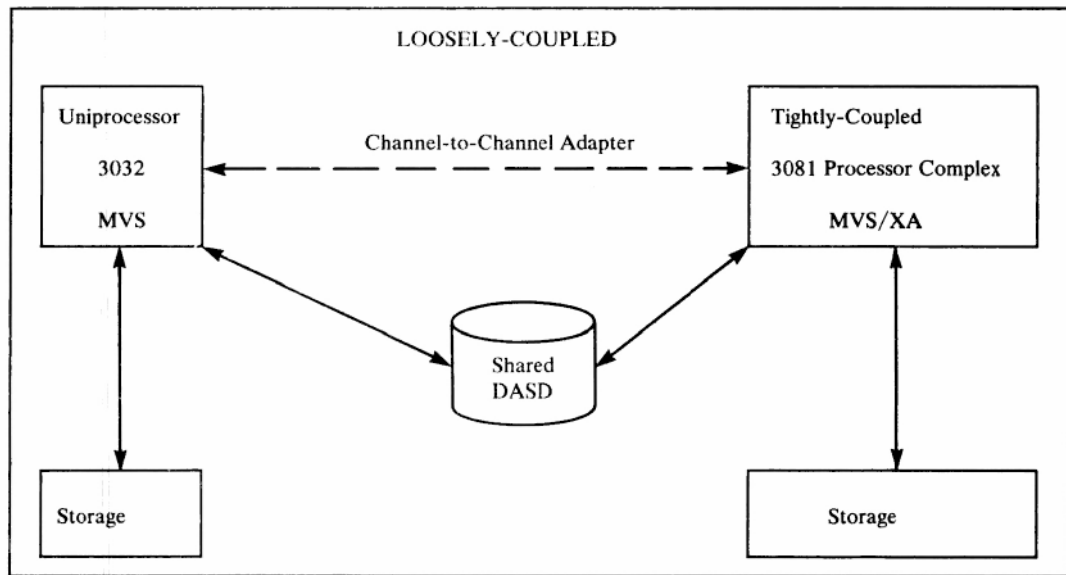 LOOSELY-COUPLED
Uniprocessor
3032
MVS
Channel-to-Channel Adapter
Tightly-Coupled
3081 Processor Complex
MVS/XA
Shared
DASD
Storage
Storage